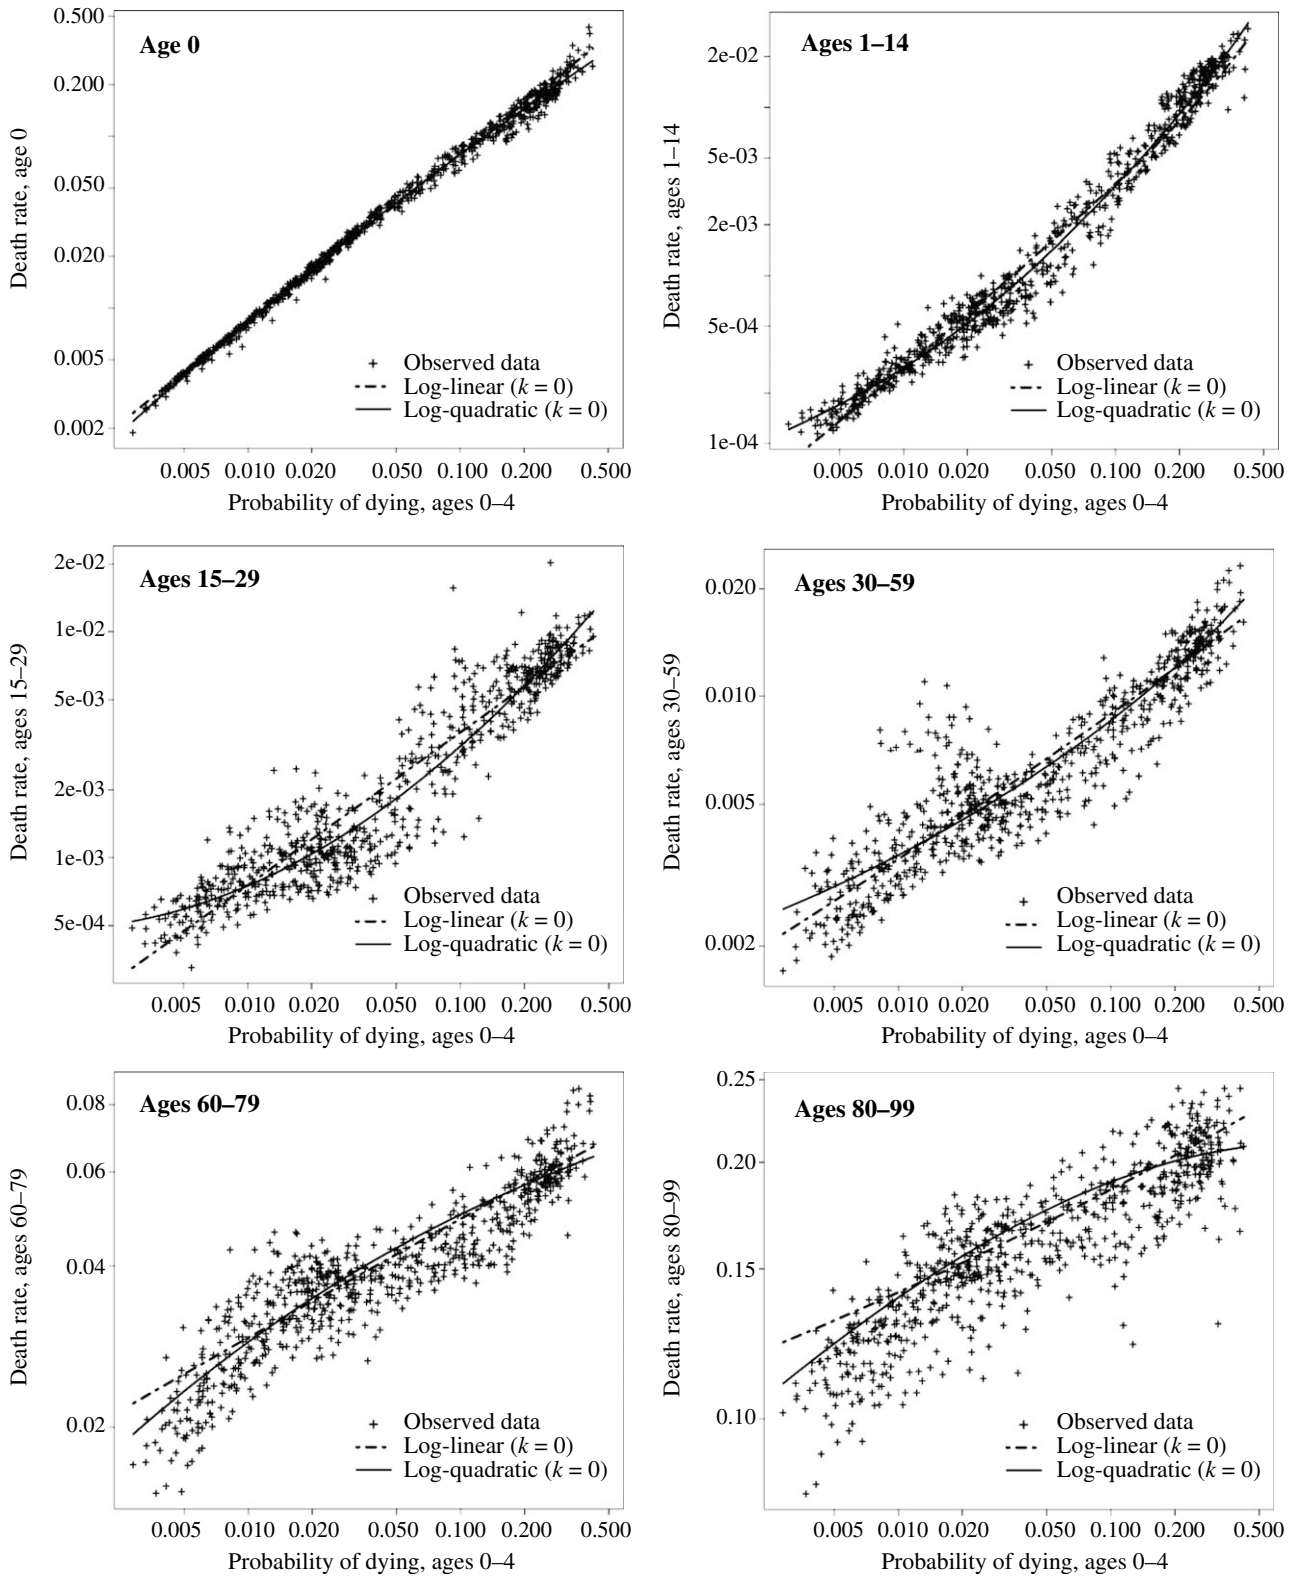 Age 0
Death rate, age 0
0.500
0.200
0.050
0.020
0.005
0.002
Observed data
Log-linear (k = 0)
Log-quadratic (k = 0)
0.005 0.010 0.020 0.050 0.100 0.200 0.500
Probability of dying, ages 0–4
Ages 1–14
Death rate, ages 1–14
2e-02
5e-03
2e-03
5e-04
1e-04
Observed data
Log-linear (k = 0)
Log-quadratic (k = 0)
0.005 0.010 0.020 0.050 0.100 0.200 0.500
Probability of dying, ages 0–4
Ages 15–29
Death rate, ages 15–29
2e-02
1e-02
5e-03
2e-03
1e-03
5e-04
Observed data
Log-linear (k = 0)
Log-quadratic (k = 0)
0.005 0.010 0.020 0.050 0.100 0.200 0.500
Probability of dying, ages 0–4
Ages 30–59
Death rate, ages 30–59
0.020
0.010
0.005
0.002
Observed data
Log-linear (k = 0)
Log-quadratic (k = 0)
0.005 0.010 0.020 0.050 0.100 0.200 0.500
Probability of dying, ages 0–4
Ages 60–79
Death rate, ages 60–79
0.08
0.06
0.04
0.02
Observed data
Log-linear (k = 0)
Log-quadratic (k = 0)
0.005 0.010 0.020 0.050 0.100 0.200 0.500
Probability of dying, ages 0–4
Ages 80–99
Death rate, ages 80–99
0.25
0.20
0.15
0.10
Observed data
Log-linear (k = 0)
Log-quadratic (k = 0)
0.005 0.010 0.020 0.050 0.100 0.200 0.500
Probability of dying, ages 0–4